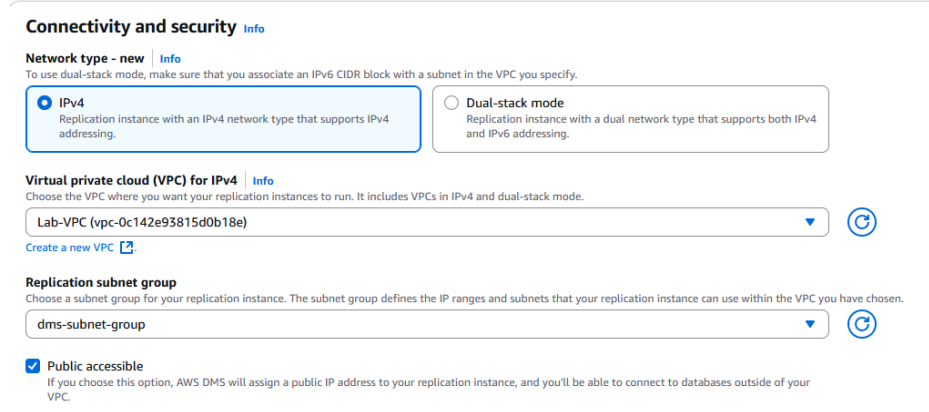 Connectivity and security Info
Network type - new Info
To use dual-stack mode, make sure that you associate an IPv6 CIDR block with a subnet in the VPC you specify.
IPv4
Replication instance with an IPv4 network type that supports IPv4
addressing.
Dual-stack mode
Replication instance with a dual network type that supports both IPv4
and IPv6 addressing.
Virtual private cloud (VPC) for IPv4 Info
Choose the VPC where you want your replication instances to run. It includes VPCs in IPv4 and dual-stack mode.
Lab-VPC (vpc-0c142e93815d0b18e)
Create a new VPC .
Replication subnet group
Choose a subnet group for your replication instance. The subnet group defines the IP ranges and subnets that your replication instance can use within the VPC you have chosen.
dms-subnet-group
Public accessible
If you choose this option, AWS DMS will assign a public IP address to your replication instance, and you'll be able to connect to databases outside of your
VPC.